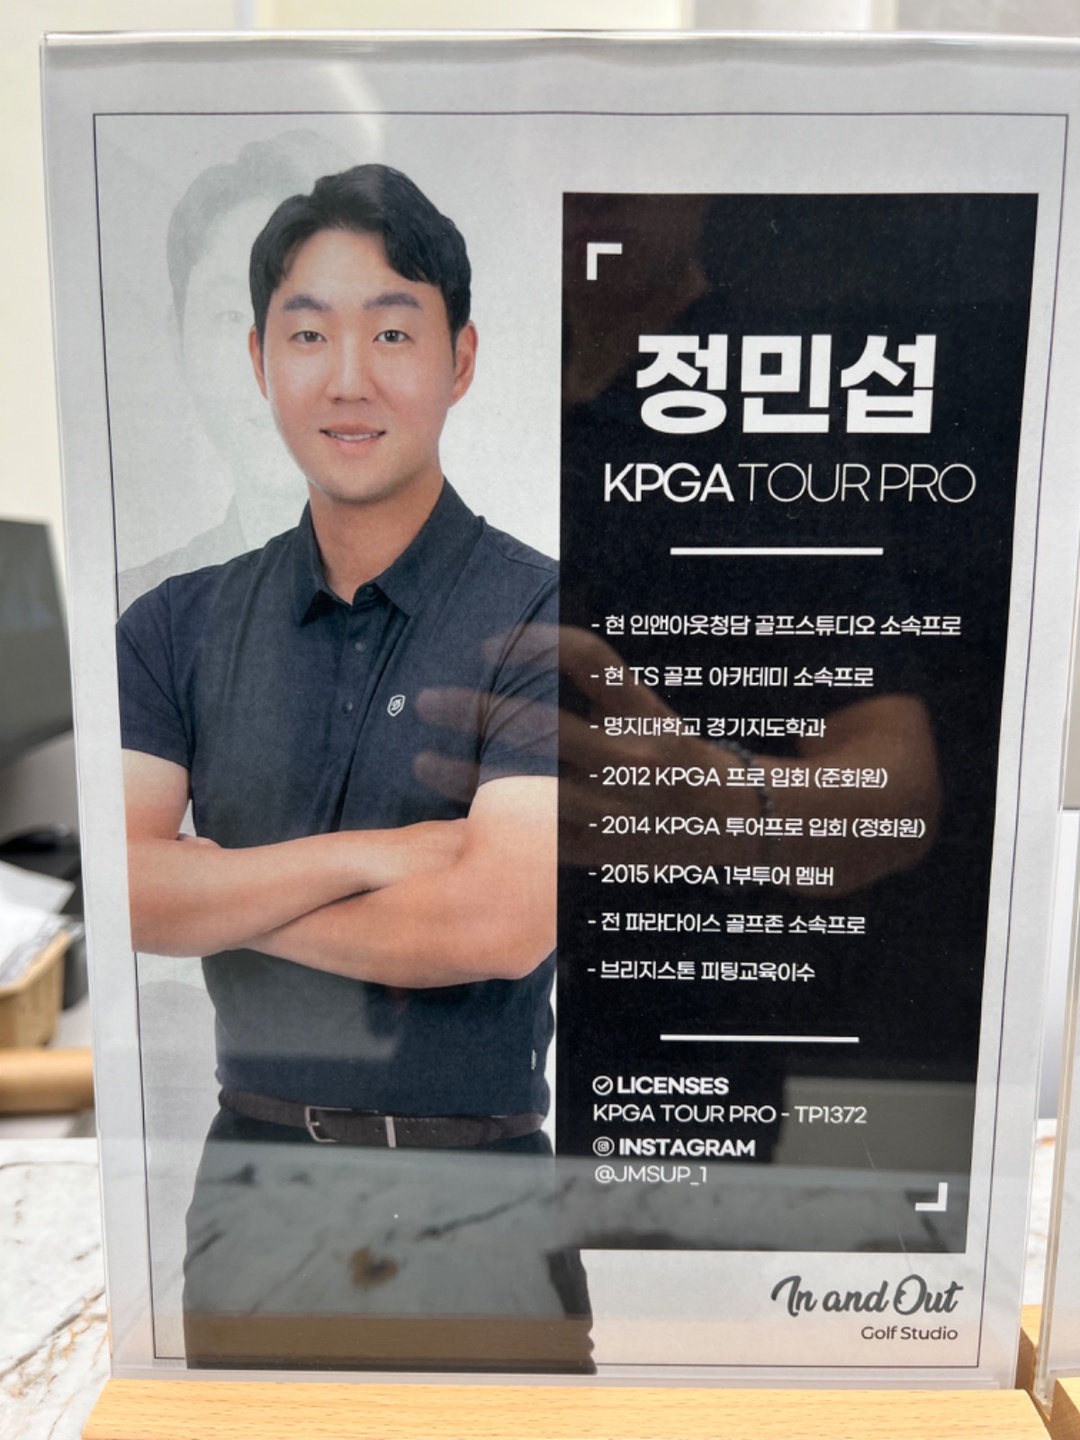 정민섭
KPGA TOUR PRO
- 현 인앤아웃청담 골프스튜디오 소속프로
- 현 TS 골프 아카데미 소속프로
- 명지대학교 경기지도학과
- 2012 KPGA 프로 입회 (준회원)
- 2014 KPGA 투어프로 입회 (정회원)
- 2015 KPGA 1부투어 멤버
- 전 파라다이스 골프존 소속프로
- 브리지스톤 피팅교육이수
LICENSES
KPGA TOUR PRO - TP1372
INSTAGRAM
@JMSUP_1
In and Out
Golf Studio